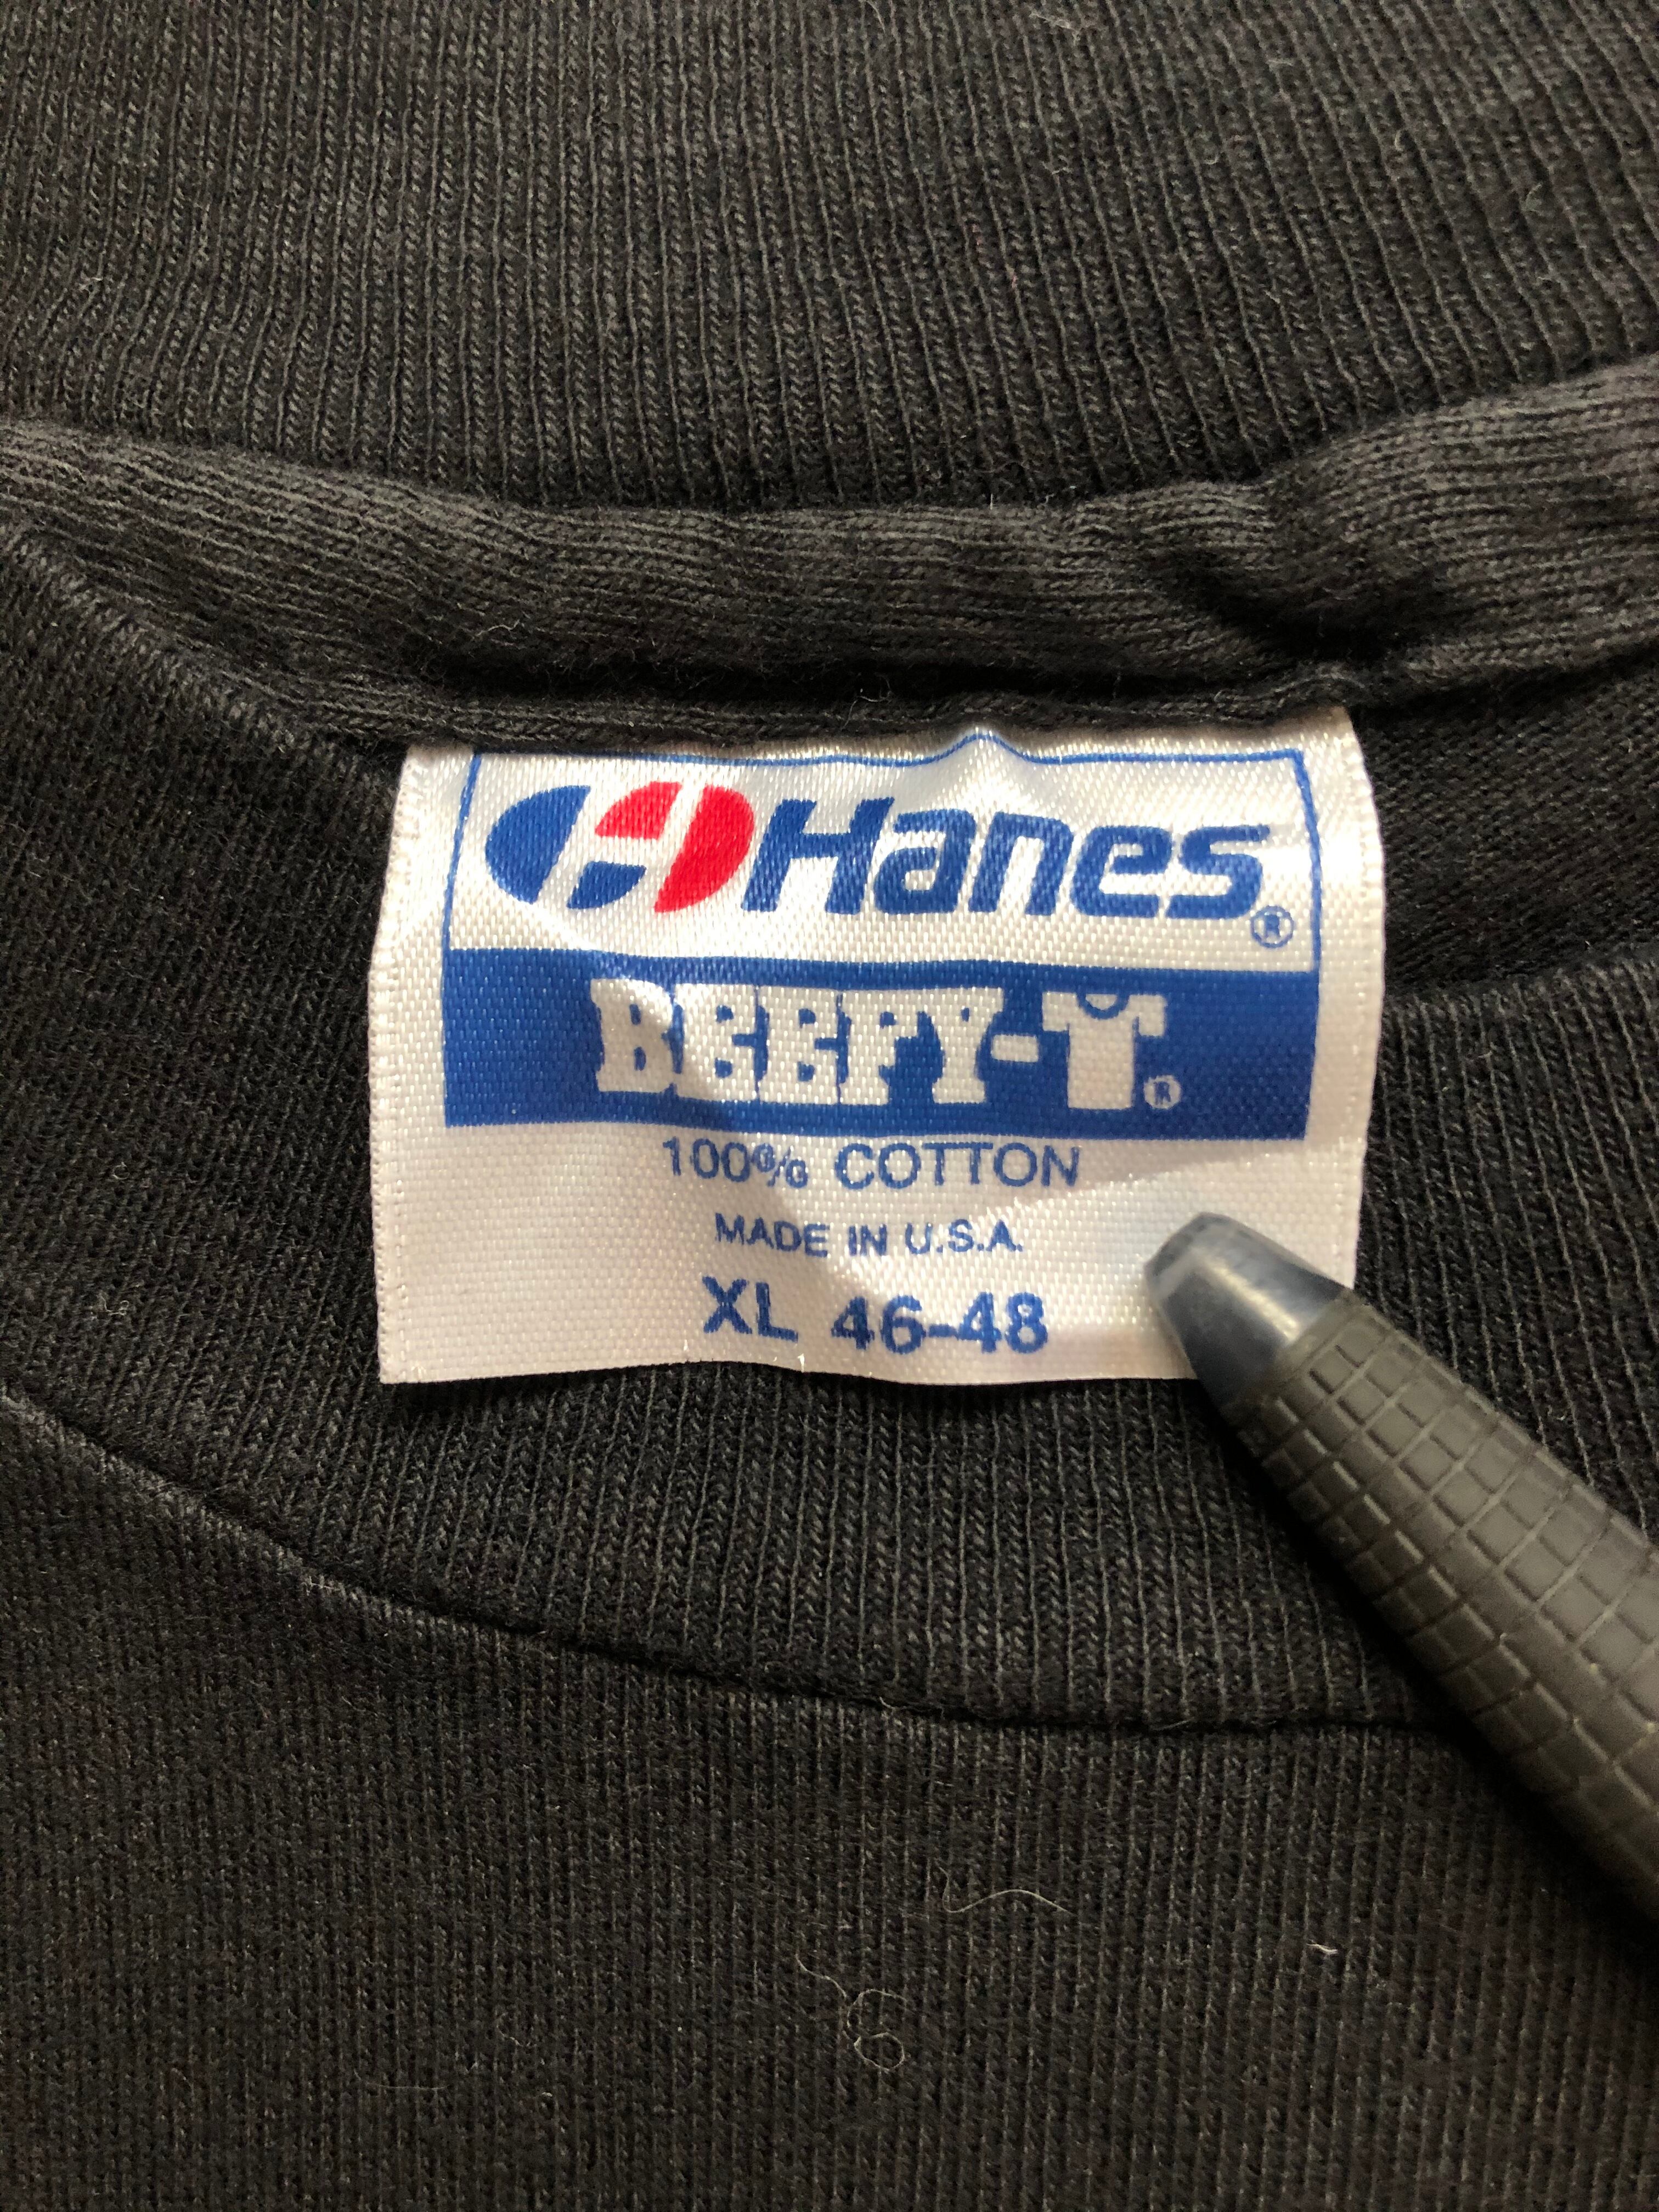 Hanes®
BEEFY-T®
100% COTTON
MADE IN U.S.A.
XL 46-48